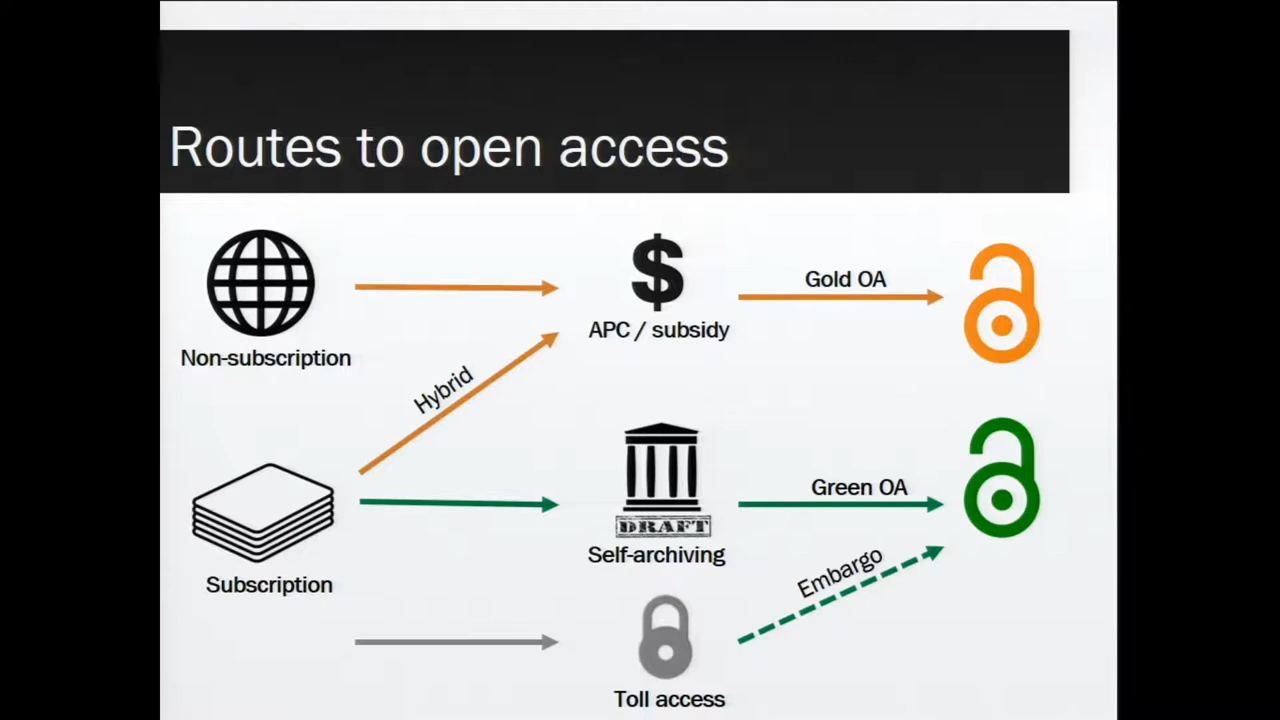 Routes to open access
Non-subscription
$
APC / subsidy
Gold OA
Hybrid
Subscription
DRAFT
Self-archiving
Green OA
Embargo
Toll access